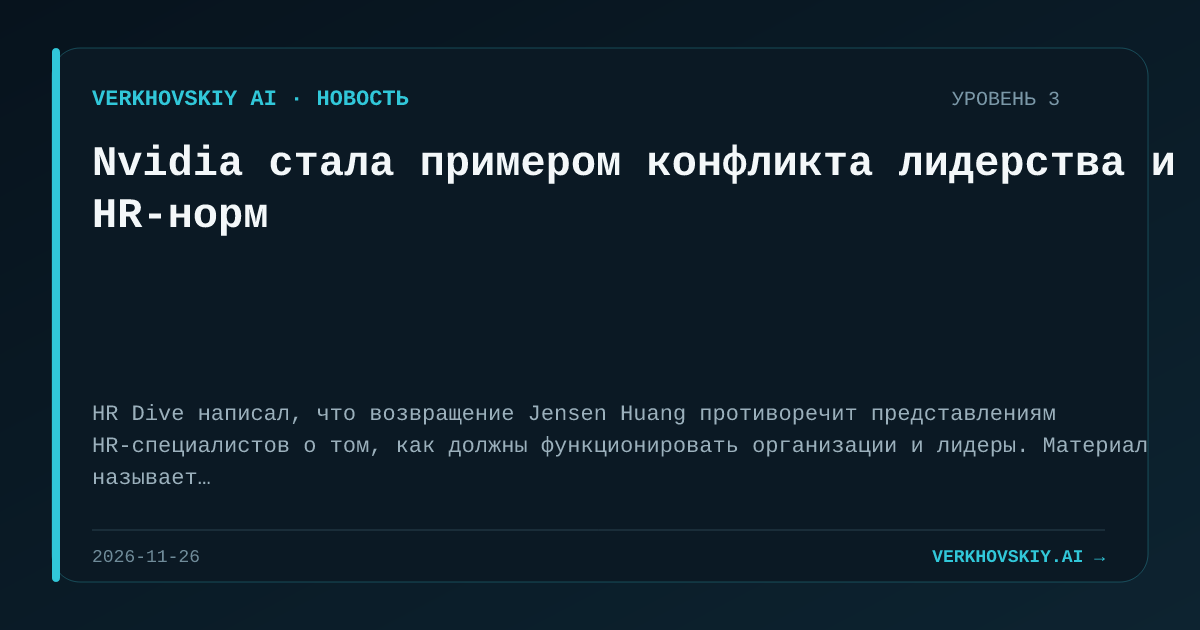 VERKHOVSKIY AI · НОВОСТЬ
УРОВЕНЬ 3
Nvidia стала примером конфликта лидерства и
HR-норм
HR Dive написал, что возвращение Jensen Huang противоречит представлениям
HR-специалистов о том, как должны функционировать организации и лидеры. Материал
называет…
2026-11-26
VERKHOVSKIY.AI →